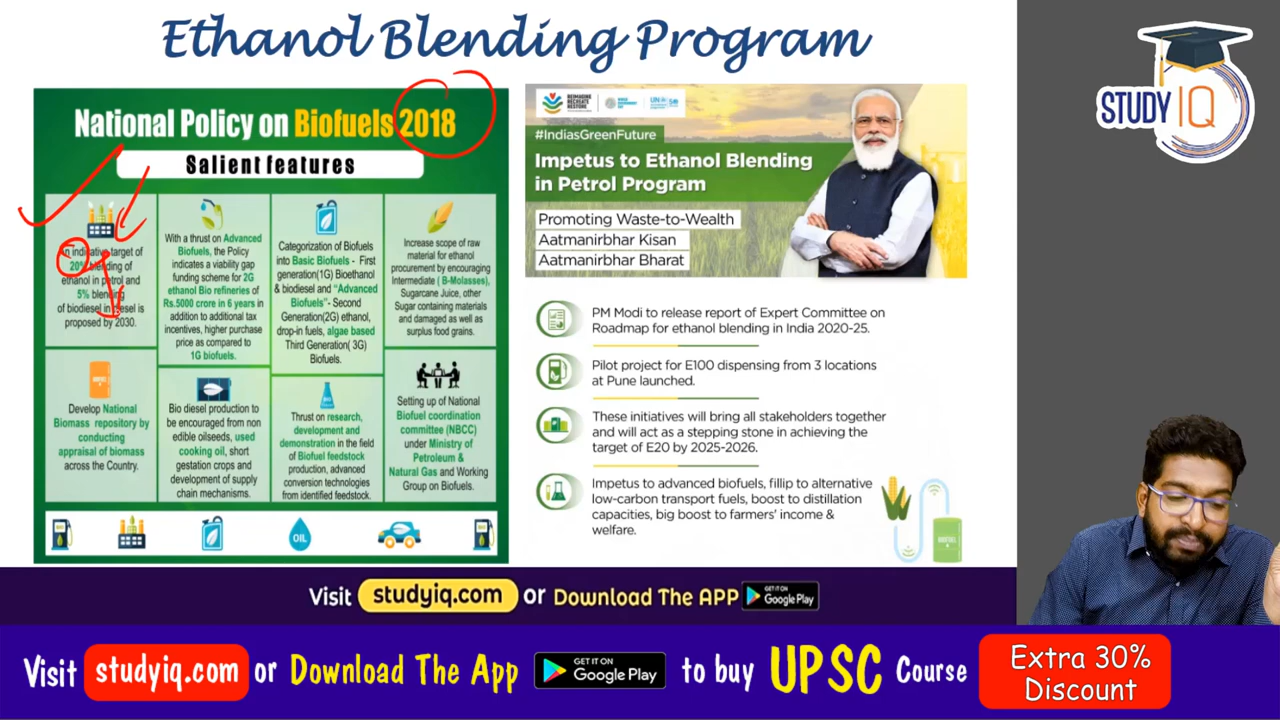 Ethanol Blending Program
STUDY IQ
National Policy on Biofuels 2018
Salient features
An indicative target of
20% blending of
ethanol in petrol and
5% blending
of biodiesel in diesel is
proposed by 2030.
With a thrust on Advanced
Biofuels, the Policy
indicates a viability gap
funding scheme for 2G
ethanol Bio refineries of
Rs.5000 crore in 6 years in
addition to additional tax
incentives, higher purchase
price as compared to
1G biofuels.
Categorization of Biofuels
into Basic Biofuels - First
generation(1G) Bioethanol
& biodiesel and “Advanced
Biofuels”- Second
Generation(2G) ethanol,
drop-in fuels, algae based
Third Generation( 3G)
Biofuels.
Increase scope of raw
material for ethanol
procurement by encouraging
Intermediate ( B-Molasses),
Sugarcane Juice, other
Sugar containing materials
and damaged as well as
surplus food grains.
Develop National
Biomass repository by
conducting
appraisal of biomass
across the Country.
Bio diesel production to
be encouraged from non
edible oilseeds, used
cooking oil, short
gestation crops and
development of supply
chain mechanisms.
Thrust on research,
development and
demonstration in the field
of Biofuel feedstock
production, advanced
conversion technologies
from identified feedstock.
Setting up of National
Biofuel coordination
committee (NBCC)
under Ministry of
Petroleum &
Natural Gas and Working
Group on Biofuels.
OIL
REIMAGINE
RECREATE
RESTORE
#IndiasGreenFuture
Impetus to Ethanol Blending
in Petrol Program
Promoting Waste-to-Wealth
Aatmanirbhar Kisan
Aatmanirbhar Bharat
PM Modi to release report of Expert Committee on
Roadmap for ethanol blending in India 2020-25.
Pilot project for E100 dispensing from 3 locations
at Pune launched.
These initiatives will bring all stakeholders together
and will act as a stepping stone in achieving the
target of E20 by 2025-2026.
Impetus to advanced biofuels, fillip to alternative
low-carbon transport fuels, boost to distillation
capacities, big boost to farmers' income &
welfare.
BIOFUEL
Visit studyiq.com or Download The APP GET IT ON Google Play
Visit studyiq.com or Download The App GET IT ON Google Play to buy UPSC Course
Extra 30%
Discount